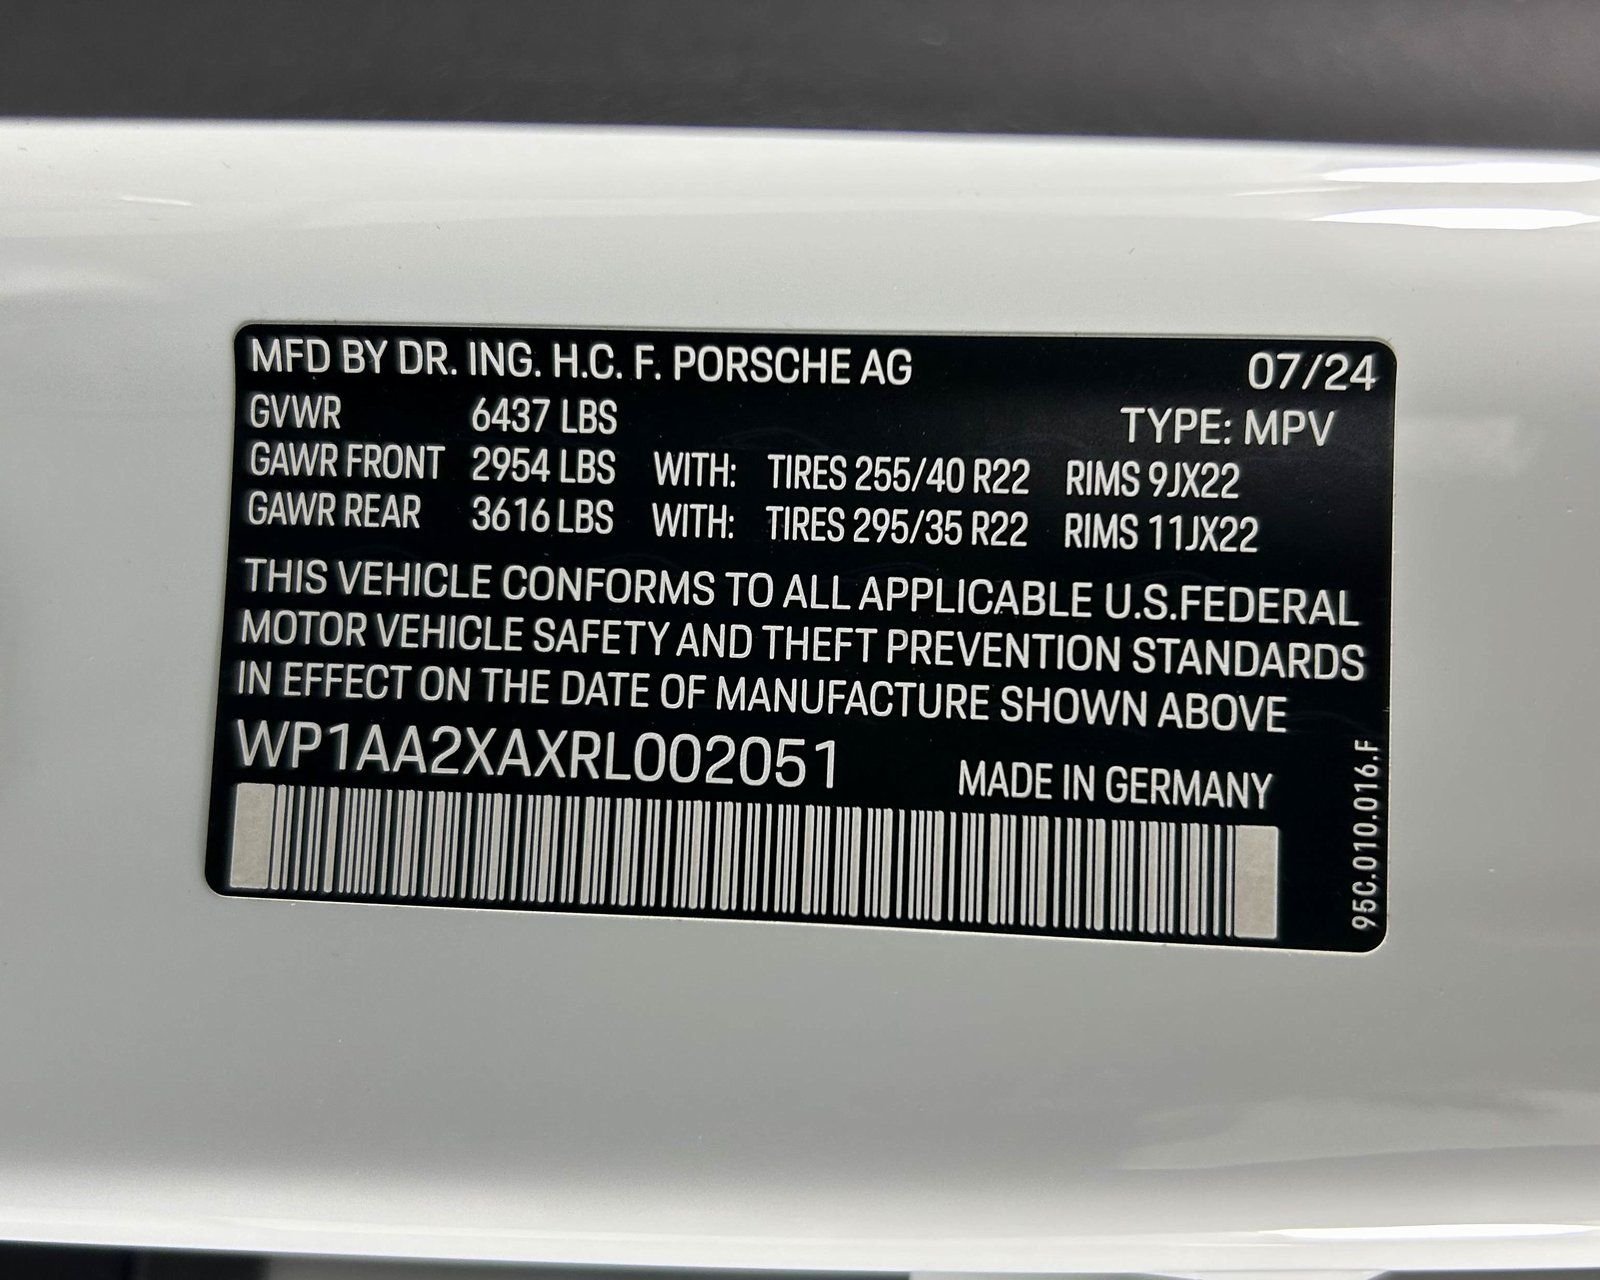 MFD BY DR. ING. H.C. F. PORSCHE AG 07/24
GVWR 6437 LBS TYPE: MPV
GAWR FRONT 2954 LBS WITH: TIRES 255/40 R22 RIMS 9JX22
GAWR REAR 3616 LBS WITH: TIRES 295/35 R22 RIMS 11JX22
THIS VEHICLE CONFORMS TO ALL APPLICABLE U.S.FEDERAL
MOTOR VEHICLE SAFETY AND THEFT PREVENTION STANDARDS
IN EFFECT ON THE DATE OF MANUFACTURE SHOWN ABOVE
WP1AA2XAXRL002051 MADE IN GERMANY
95C.010.016.F